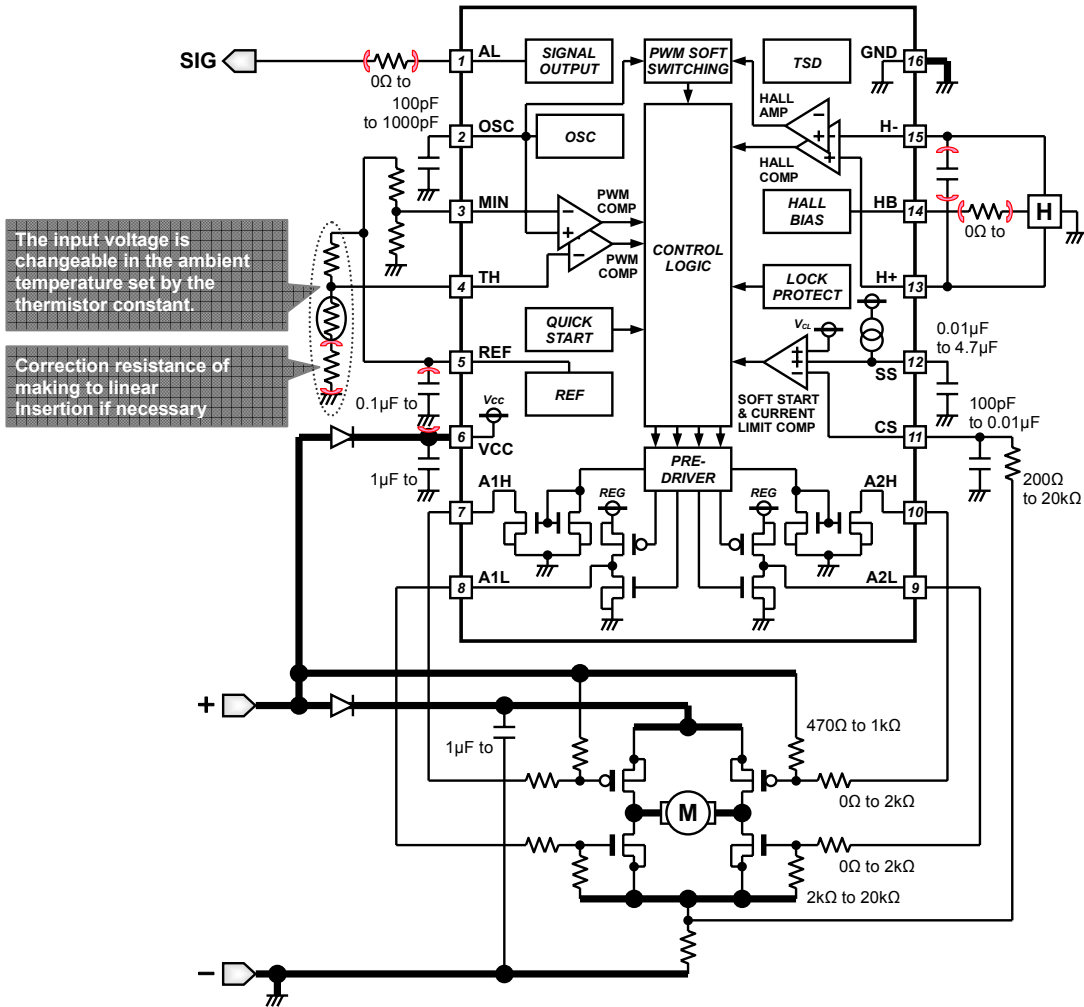 SIG
0Ω to
1
AL
SIGNAL
OUTPUT
PWM SOFT
SWITCHING
TSD
GND
16
100pF
to 1000pF
2
OSC
OSC
HALL
AMP
HALL
COMP
H-
15
3
MIN
PWM
COMP
PWM
COMP
CONTROL
LOGIC
HALL
BIAS
HB
14
0Ω to
H
The input voltage is
changeable in the ambient
temperature set by the
thermistor constant.
4
TH
LOCK
PROTECT
H+
13
QUICK
START
VCL
SS
12
0.01µF
to 4.7µF
Correction resistance of
making to linear
Insertion if necessary
5
REF
REF
0.1µF to
SOFT START
& CURRENT
LIMIT COMP
CS
11
100pF
to 0.01µF
200Ω
to 20kΩ
6
VCC
Vcc
1µF to
PRE-
DRIVER
A1H
7
REG
REG
A2H
10
A1L
8
A2L
9
+
1µF to
470Ω to 1kΩ
0Ω to 2kΩ
M
0Ω to 2kΩ
2kΩ to 20kΩ
−